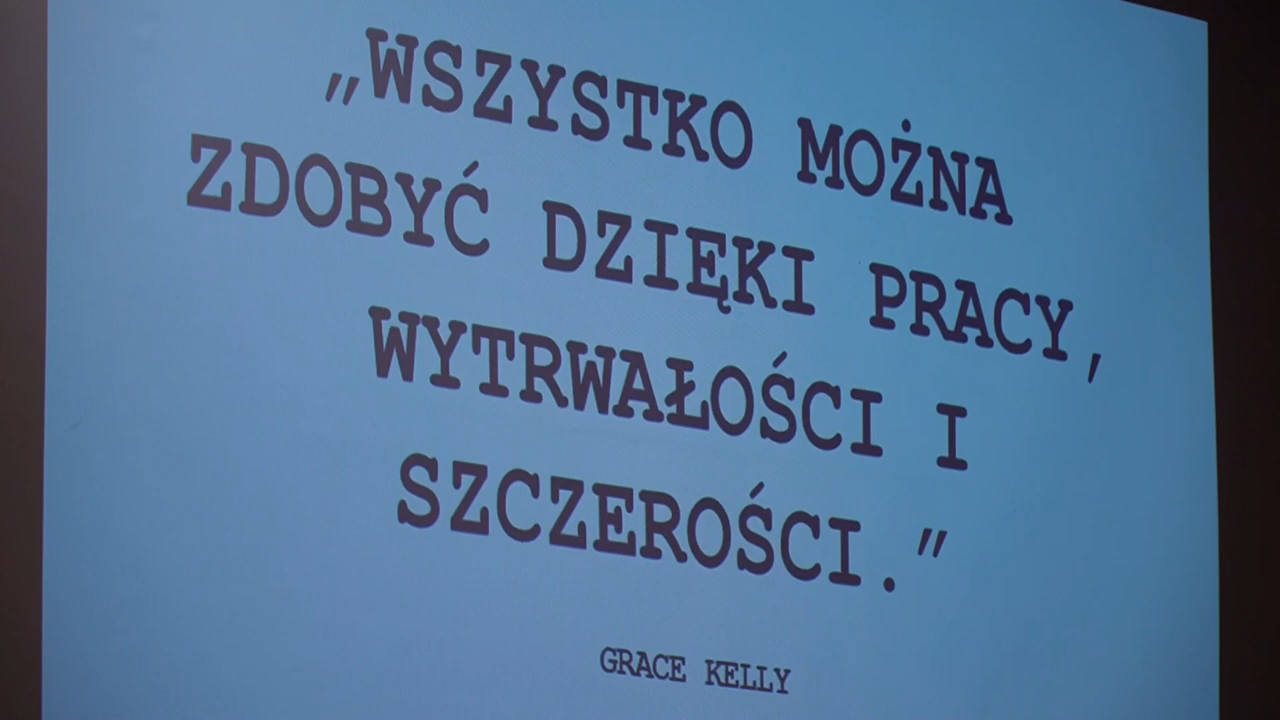 „WSZYSTKO MOŻNA
ZDOBYĆ DZIĘKI PRACY,
WYTRWAŁOŚCI I
SZCZEROŚCI."
GRACE KELLY